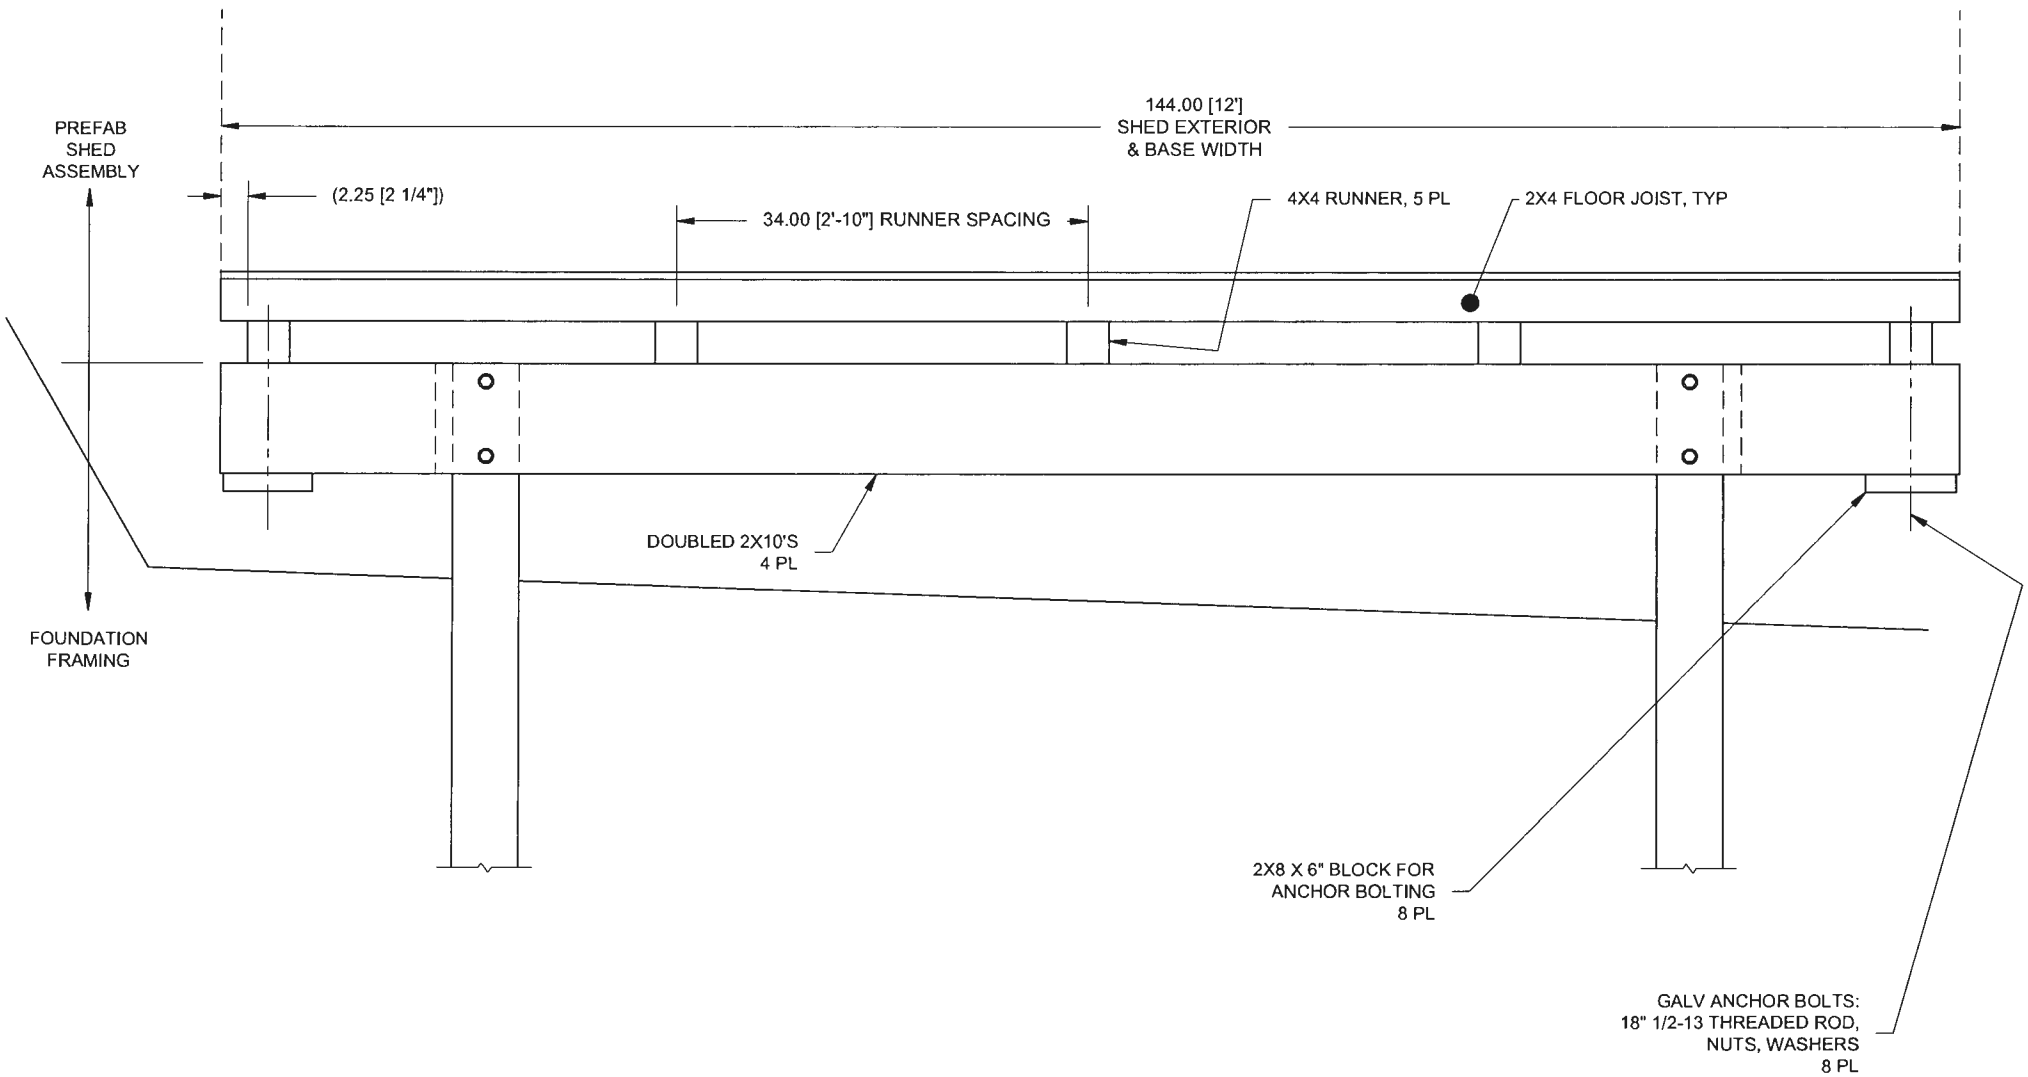 144.00 [12']
SHED EXTERIOR
& BASE WIDTH
PREFAB
SHED
ASSEMBLY
(2.25 [2 1/4"])
34.00 [2'-10"] RUNNER SPACING
4X4 RUNNER, 5 PL
2X4 FLOOR JOIST, TYP
DOUBLED 2X10'S
4 PL
FOUNDATION
FRAMING
2X8 X 6" BLOCK FOR
ANCHOR BOLTING
8 PL
GALV ANCHOR BOLTS:
18" 1/2-13 THREADED ROD,
NUTS, WASHERS
8 PL